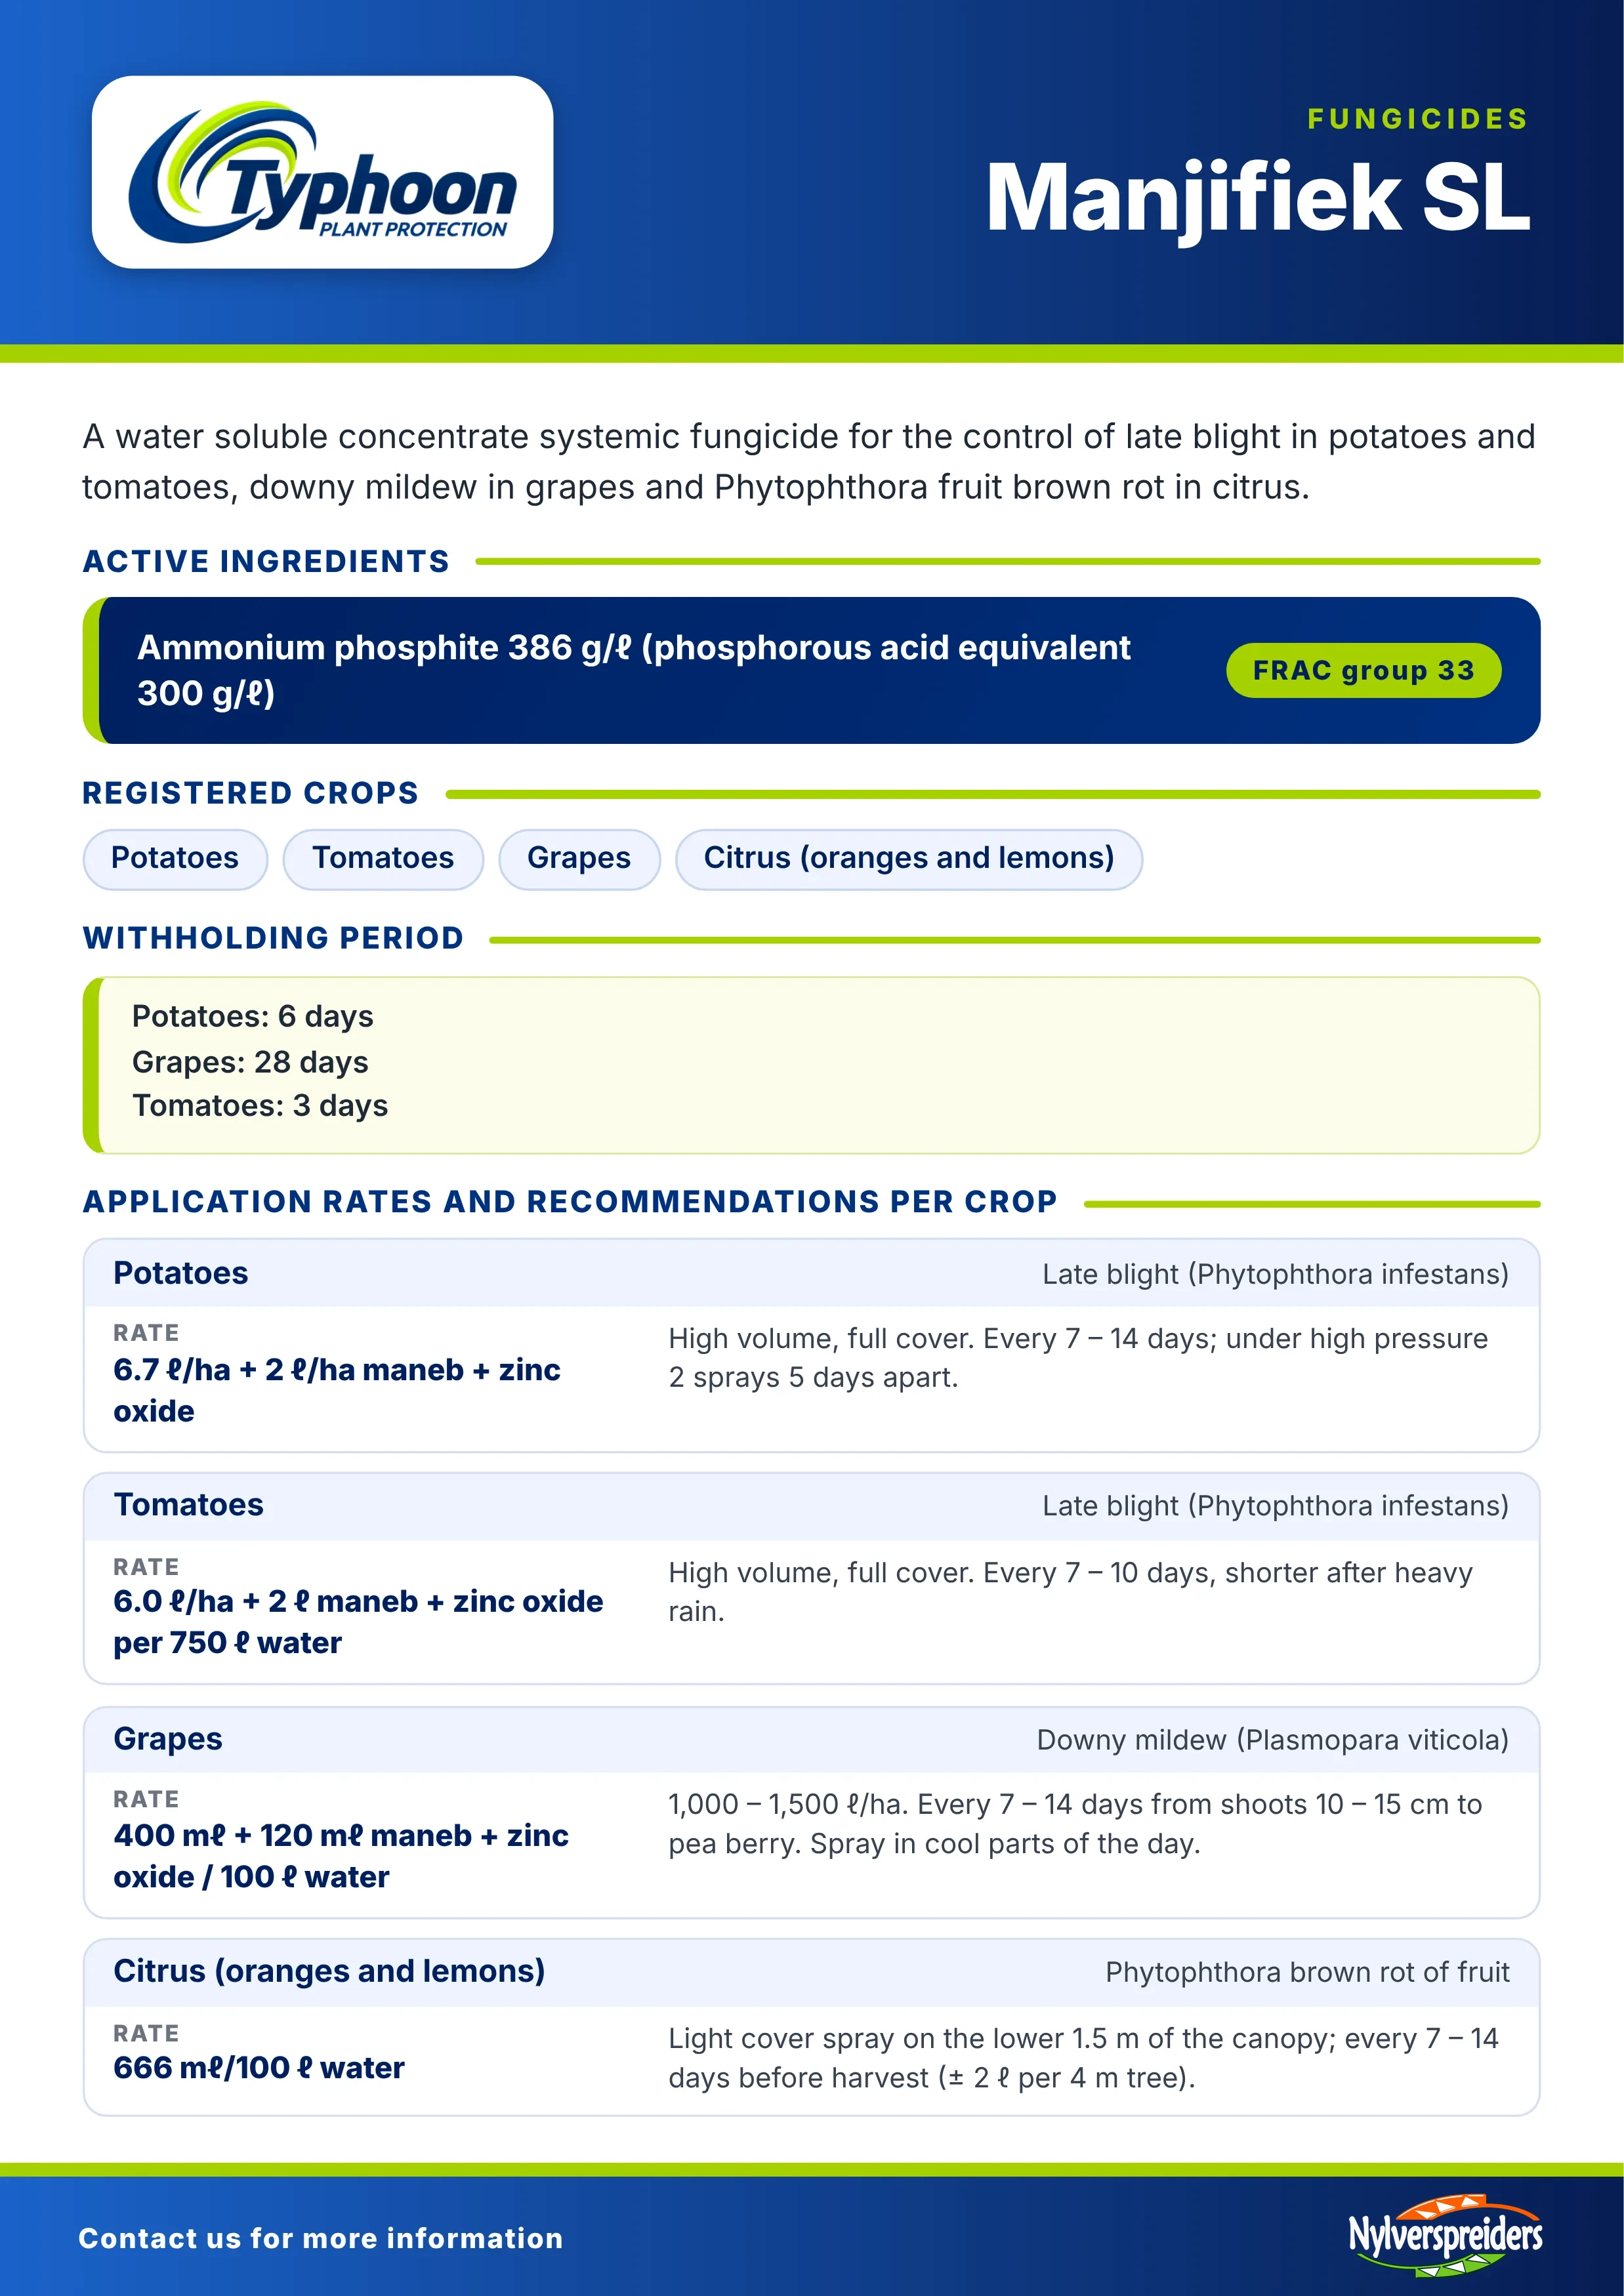 Typhoon
PLANT PROTECTION
FUNGICIDES
Manjifiek SL
A water soluble concentrate systemic fungicide for the control of late blight in potatoes and
tomatoes, downy mildew in grapes and Phytophthora fruit brown rot in citrus.
ACTIVE INGREDIENTS
Ammonium phosphite 386 g/ℓ (phosphorous acid equivalent
300 g/ℓ)
FRAC group 33
REGISTERED CROPS
Potatoes
Tomatoes
Grapes
Citrus (oranges and lemons)
WITHHOLDING PERIOD
Potatoes: 6 days
Grapes: 28 days
Tomatoes: 3 days
APPLICATION RATES AND RECOMMENDATIONS PER CROP
Potatoes
Late blight (Phytophthora infestans)
RATE
6.7 ℓ/ha + 2 ℓ/ha maneb + zinc
oxide
High volume, full cover. Every 7 – 14 days; under high pressure
2 sprays 5 days apart.
Tomatoes
Late blight (Phytophthora infestans)
RATE
6.0 ℓ/ha + 2 ℓ maneb + zinc oxide
per 750 ℓ water
High volume, full cover. Every 7 – 10 days, shorter after heavy
rain.
Grapes
Downy mildew (Plasmopara viticola)
RATE
400 mℓ + 120 mℓ maneb + zinc
oxide / 100 ℓ water
1,000 – 1,500 ℓ/ha. Every 7 – 14 days from shoots 10 – 15 cm to
pea berry. Spray in cool parts of the day.
Citrus (oranges and lemons)
Phytophthora brown rot of fruit
RATE
666 mℓ/100 ℓ water
Light cover spray on the lower 1.5 m of the canopy; every 7 – 14
days before harvest (± 2 ℓ per 4 m tree).
Contact us for more information
Nylverspreiders